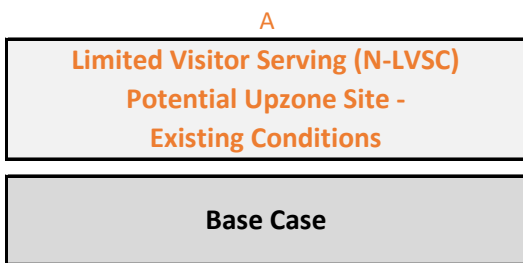 A
Limited Visitor Serving (N-LVSC)
Potential Upzone Site -
Existing Conditions
Base Case